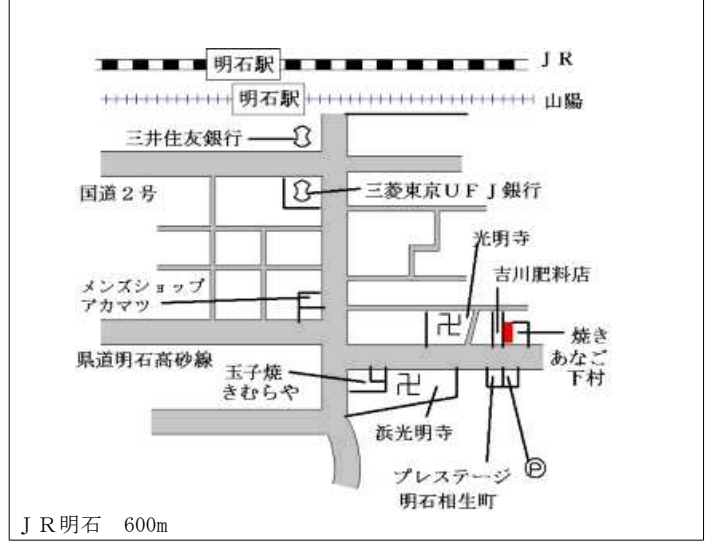 明石駅
ＪＲ
明石駅
山陽
三井住友銀行
国道２号
三菱東京ＵＦＪ銀行
光明寺
吉川肥料店
メンズショップ
アカマツ
焼き
あなご
下村
県道明石高砂線
玉子焼
きむらや
浜光明寺
プレステージ
明石相生町
Ｐ
ＪＲ明石　600m